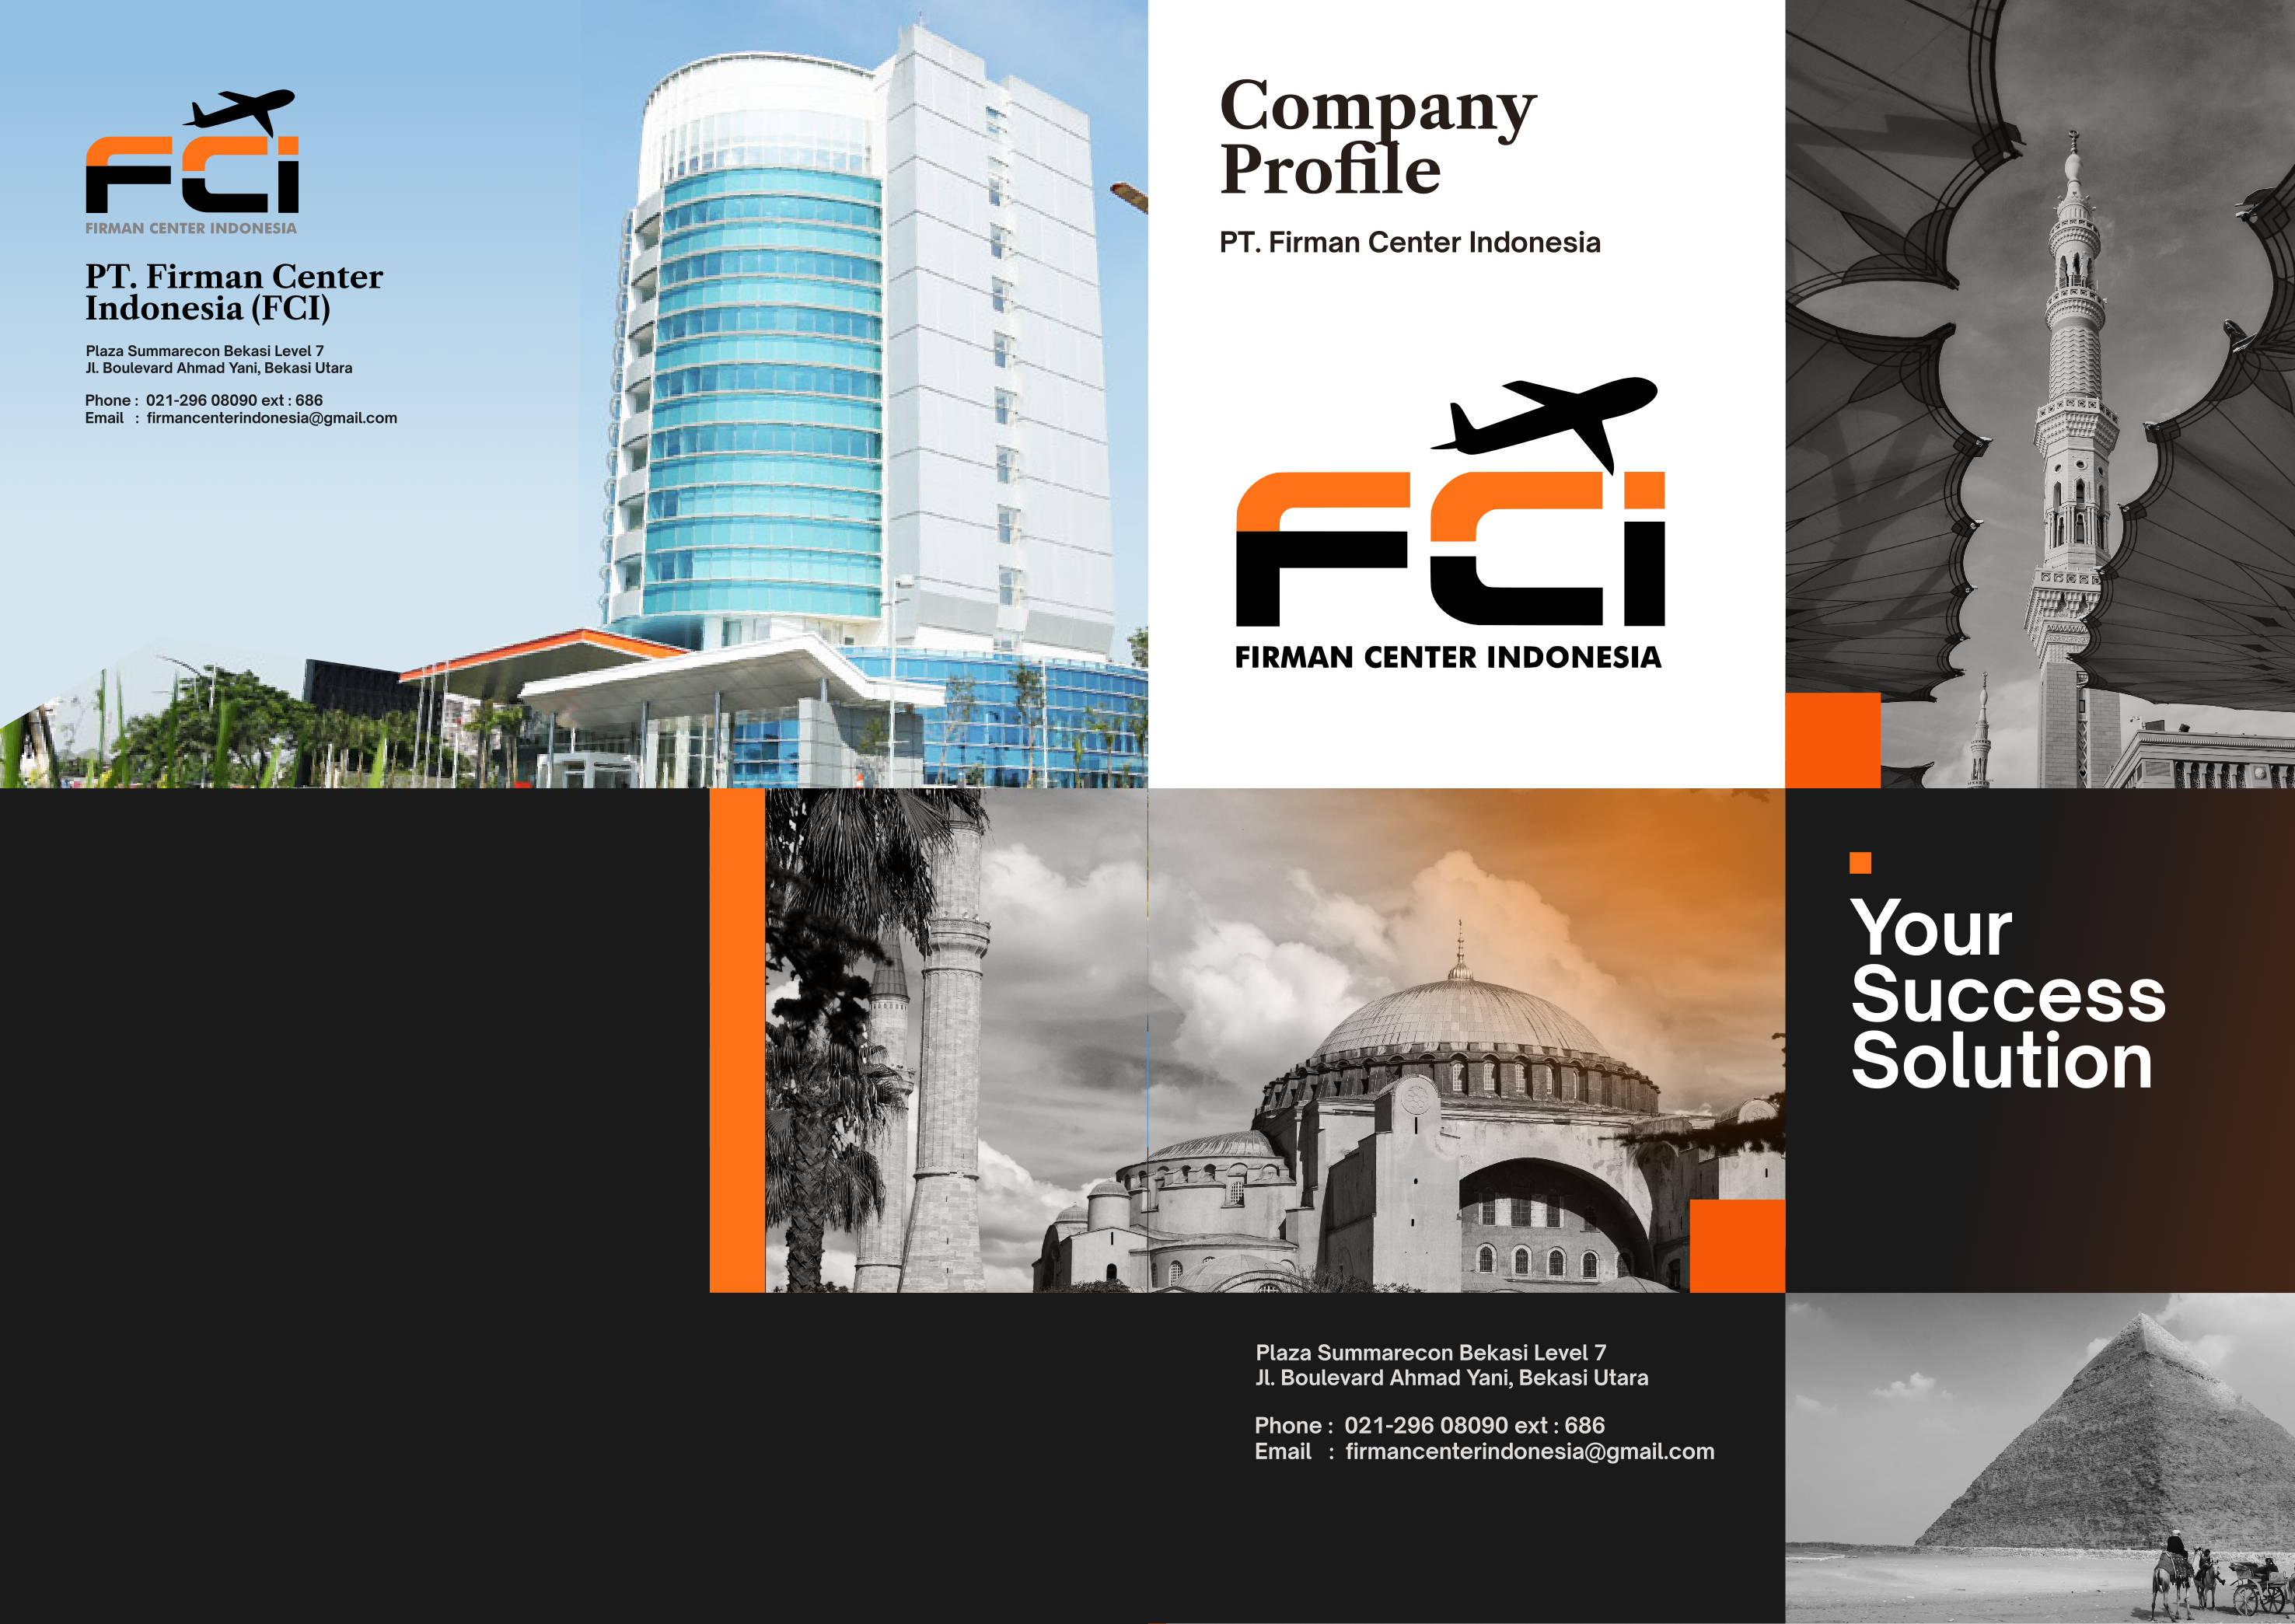 FCi
FIRMAN CENTER INDONESIA
PT. Firman Center
Indonesia (FCI)
Plaza Summarecon Bekasi Level 7
Jl. Boulevard Ahmad Yani, Bekasi Utara
Phone : 021-296 08090 ext : 686
Email : firmancenterindonesia@gmail.com
Company
Profile
PT. Firman Center Indonesia
FCi
FIRMAN CENTER INDONESIA
Your
Success
Solution
Plaza Summarecon Bekasi Level 7
Jl. Boulevard Ahmad Yani, Bekasi Utara
Phone : 021-296 08090 ext : 686
Email : firmancenterindonesia@gmail.com